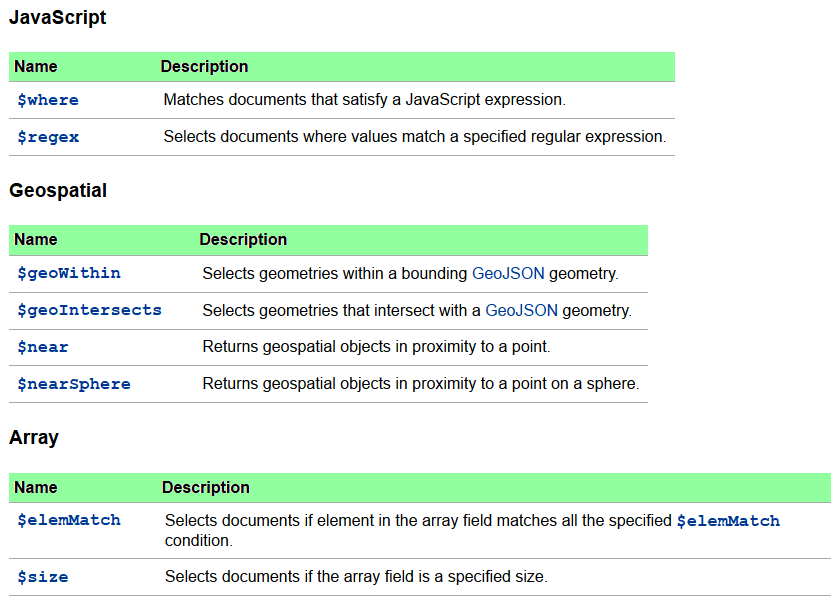 JavaScript
Name Description
$where Matches documents that satisfy a JavaScript expression.
$regex Selects documents where values match a specified regular expression.
Geospatial
Name Description
$geoWithin Selects geometries within a bounding GeoJSON geometry.
$geoIntersects Selects geometries that intersect with a GeoJSON geometry.
$near Returns geospatial objects in proximity to a point.
$nearSphere Returns geospatial objects in proximity to a point on a sphere.
Array
Name Description
$elemMatch Selects documents if element in the array field matches all the specified $elemMatch
condition.
$size Selects documents if the array field is a specified size.